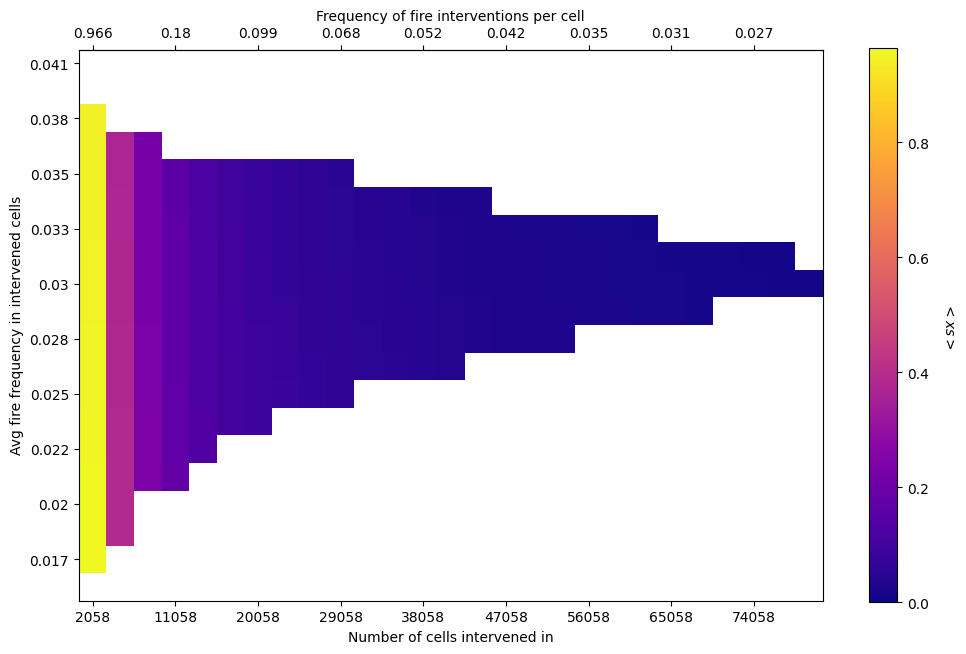 Frequency of fire interventions per cell
0.966 0.18 0.099 0.068 0.052 0.042 0.035 0.031 0.027
0.041
0.038
0.035
0.033
0.03
0.028
0.025
0.022
0.02
0.017
Avg fire frequency in intervened cells
2058 11058 20058 29058 38058 47058 56058 65058 74058
Number of cells intervened in
0.8
0.6
0.4
0.2
0.0
< sx >